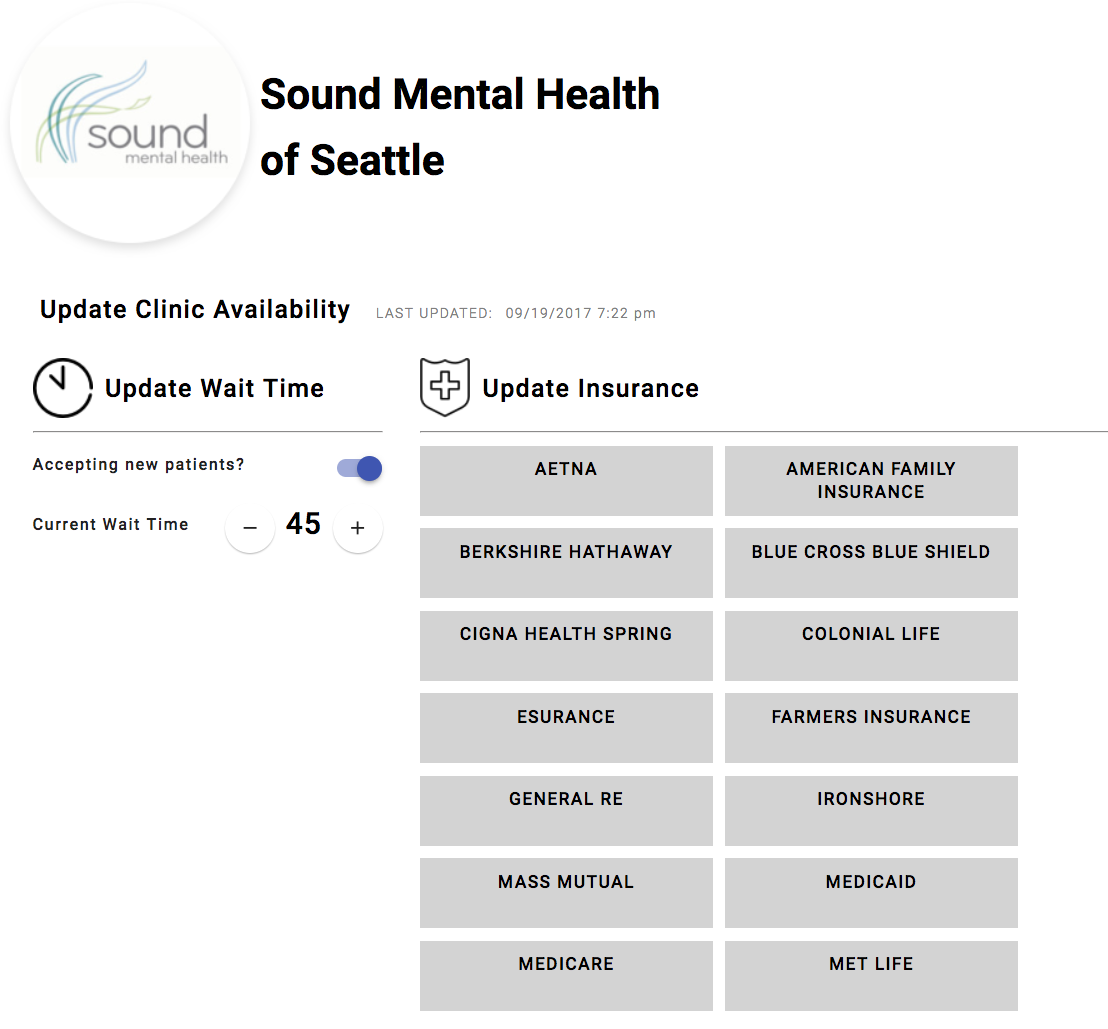 sound
mental health
Sound Mental Health
of Seattle
Update Clinic Availability LAST UPDATED: 09/19/2017 7:22 pm
Update Wait Time
Accepting new patients?
Current Wait Time − 45 +
Update Insurance
AETNA
AMERICAN FAMILY
INSURANCE
BERKSHIRE HATHAWAY
BLUE CROSS BLUE SHIELD
CIGNA HEALTH SPRING
COLONIAL LIFE
ESURANCE
FARMERS INSURANCE
GENERAL RE
IRONSHORE
MASS MUTUAL
MEDICAID
MEDICARE
MET LIFE